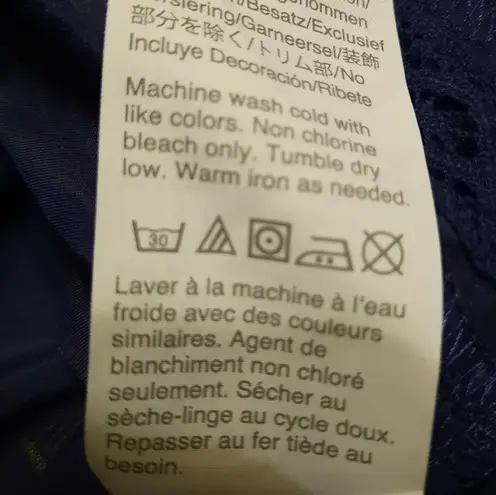 /Besatz/Exclusief
rsiering/Garneersel/装飾
部分を除く/トリム部/No
Incluye Decoración/Ribete
Machine wash cold with
like colors. Non chlorine
bleach only. Tumble dry
low. Warm iron as needed.
30
Laver à la machine à l'eau
froide avec des couleurs
similaires. Agent de
blanchiment non chloré
seulement. Sécher au
sèche-linge au cycle doux.
Repasser au fer tiède au
besoin.